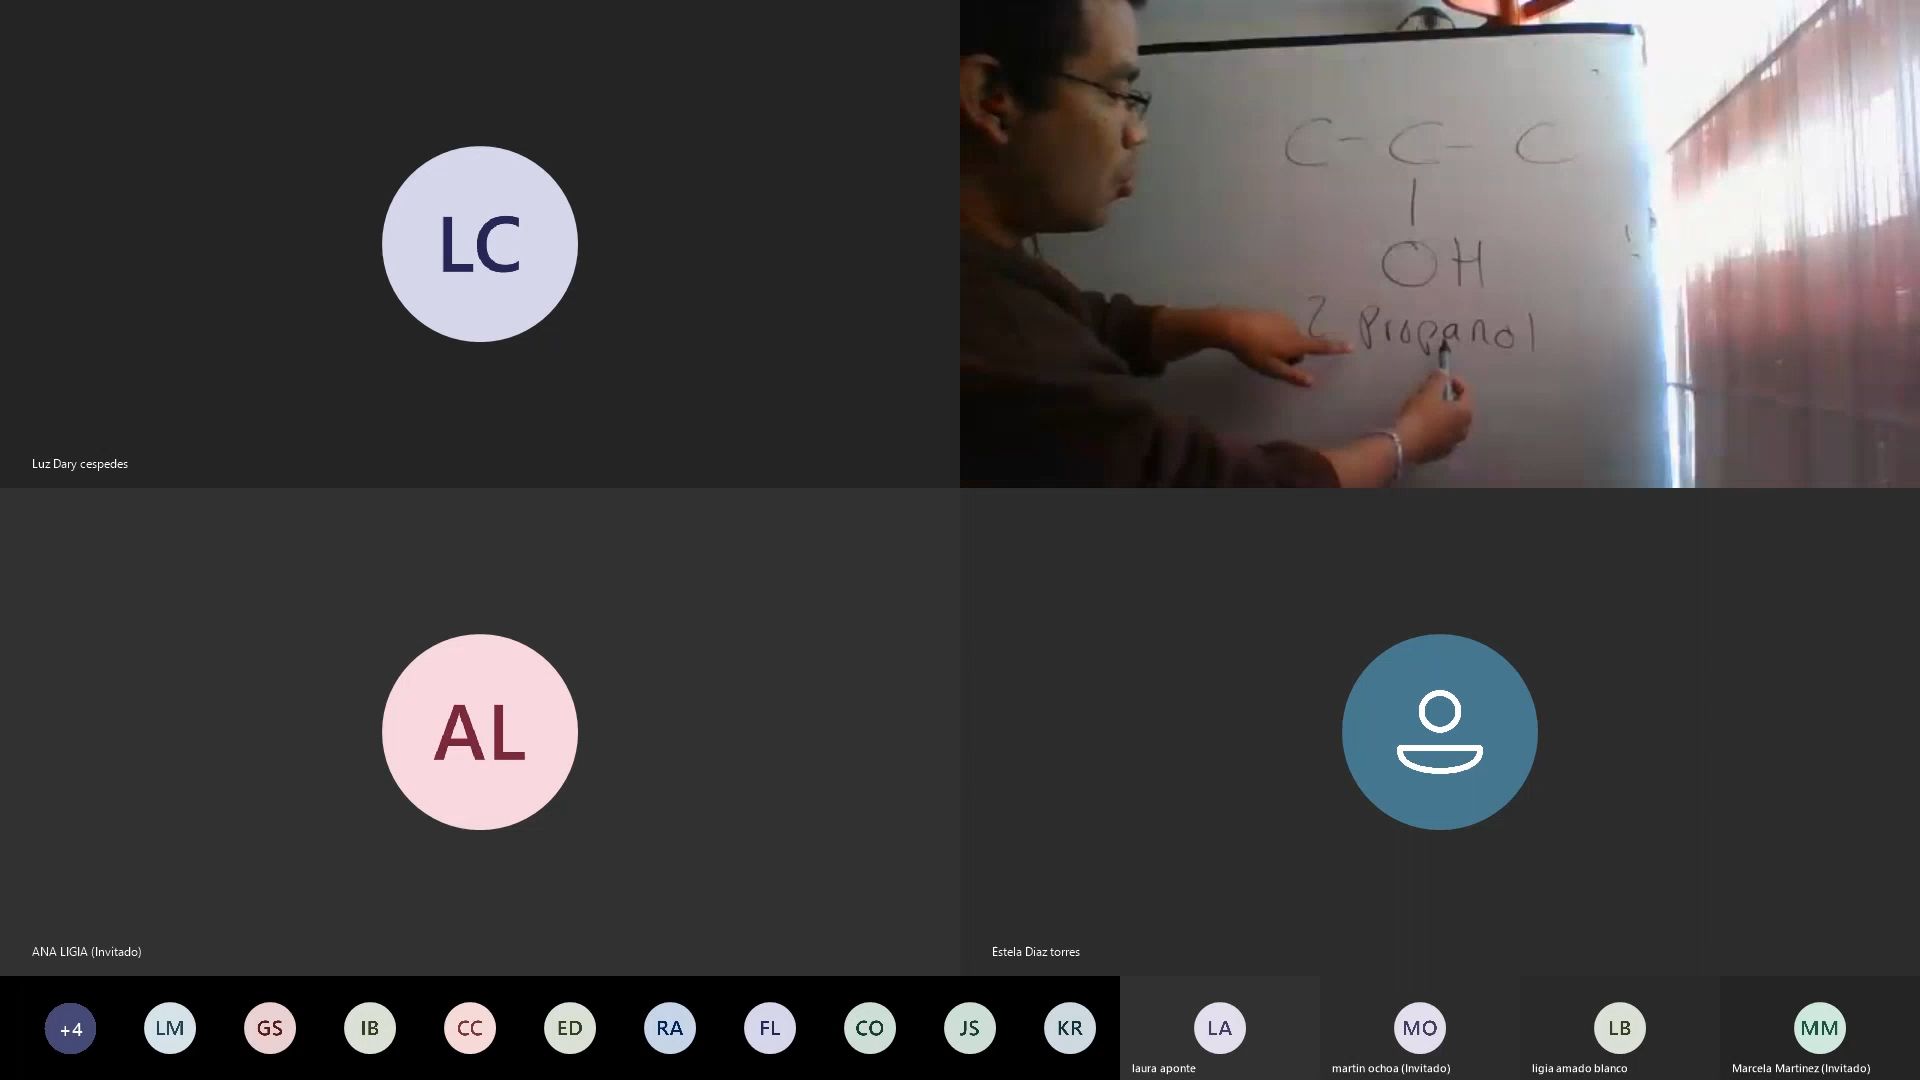 LC
Luz Dary cespedes
C - C - C
|
OH
2 Propanol
AL
ANA LIGIA (Invitado)
Estela Diaz torres
+4
LM
GS
IB
CC
ED
RA
FL
CO
JS
KR
LA
laura aponte
MO
martin ochoa (Invitado)
LB
ligia amado blanco
MM
Marcela Martinez (Invitado)